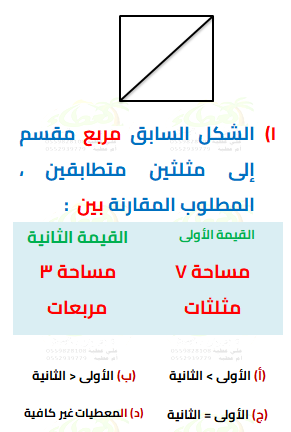 ١) الشكل السابق مربع مقسم
إلى مثلثين متطابقين ،
المطلوب المقارنة بين :
القيمة الأولى القيمة الثانية
مساحة ٧ مساحة ٣
مثلثات مربعات
(أ) الأولى > الثانية (ب) الأولى < الثانية
(ج) الأولى = الثانية (د) المعطيات غير كافية